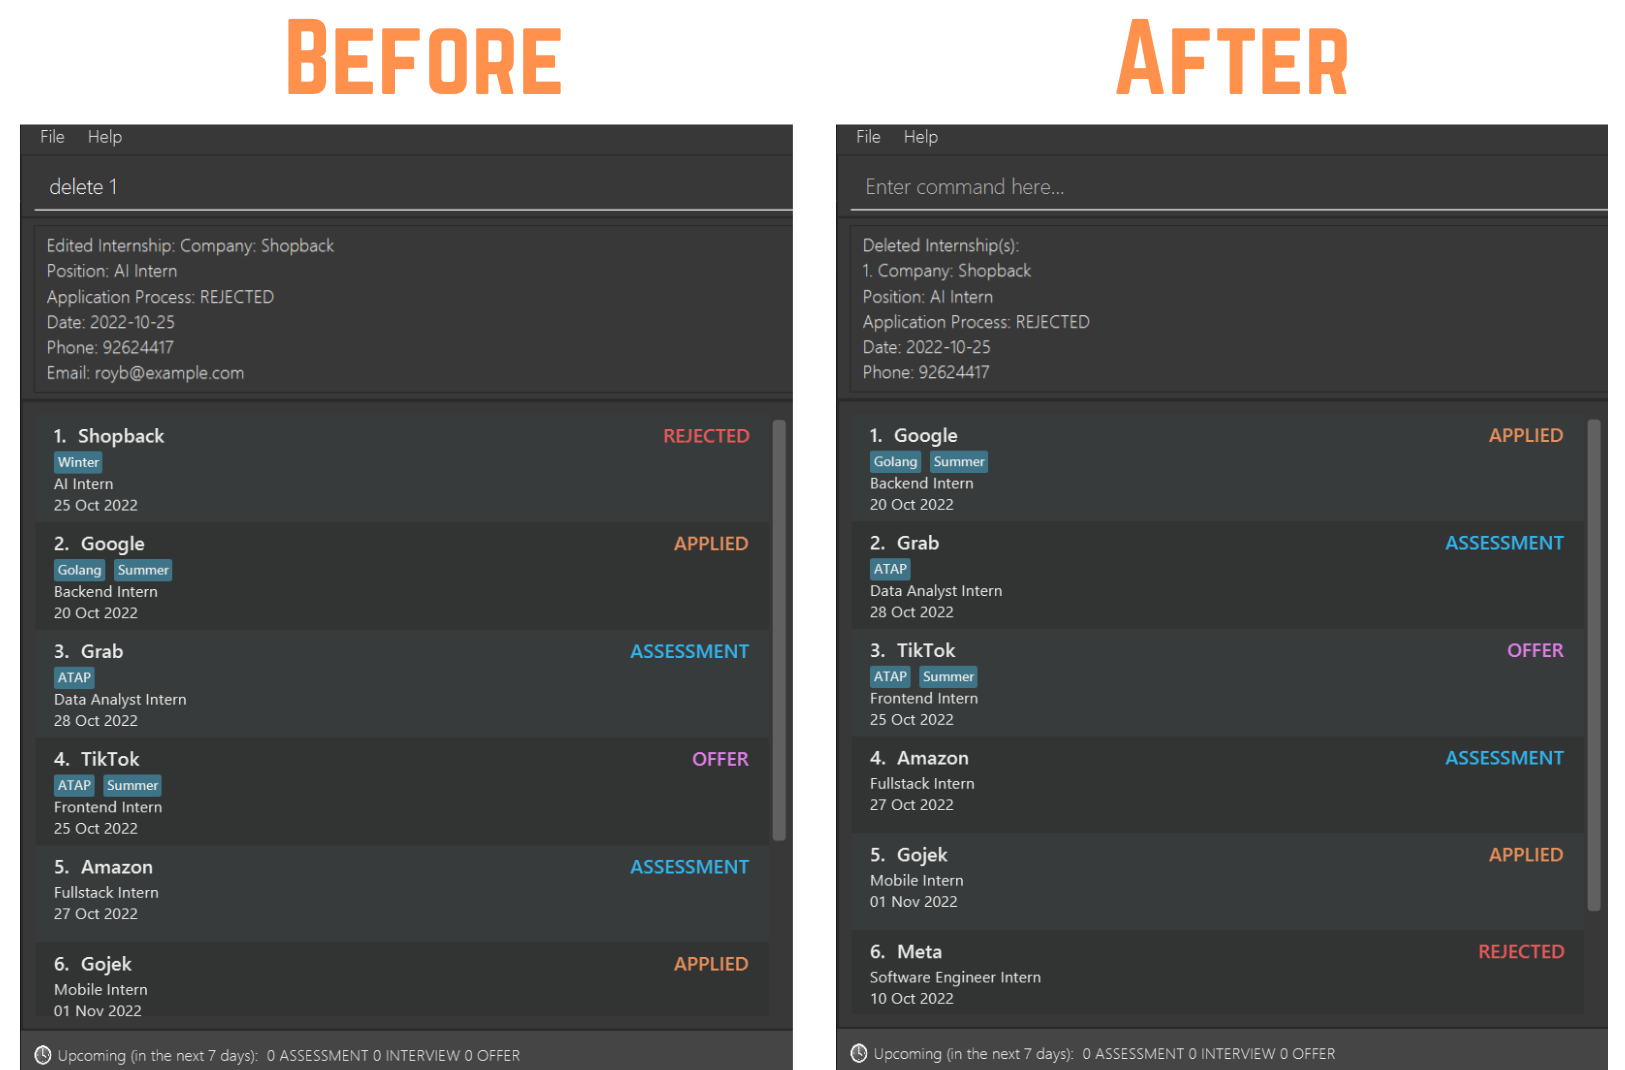 BEFORE
File Help
delete 1
Edited Internship: Company: Shopback
Position: AI Intern
Application Process: REJECTED
Date: 2022-10-25
Phone: 92624417
Email: royb@example.com
1. Shopback REJECTED
Winter
AI Intern
25 Oct 2022
2. Google APPLIED
Golang Summer
Backend Intern
20 Oct 2022
3. Grab ASSESSMENT
ATAP
Data Analyst Intern
28 Oct 2022
4. TikTok OFFER
ATAP Summer
Frontend Intern
25 Oct 2022
5. Amazon ASSESSMENT
Fullstack Intern
27 Oct 2022
6. Gojek APPLIED
Mobile Intern
01 Nov 2022
Upcoming (in the next 7 days): 0 ASSESSMENT 0 INTERVIEW 0 OFFER
AFTER
File Help
Enter command here...
Deleted Internship(s):
1. Company: Shopback
Position: AI Intern
Application Process: REJECTED
Date: 2022-10-25
Phone: 92624417
1. Google APPLIED
Golang Summer
Backend Intern
20 Oct 2022
2. Grab ASSESSMENT
ATAP
Data Analyst Intern
28 Oct 2022
3. TikTok OFFER
ATAP Summer
Frontend Intern
25 Oct 2022
4. Amazon ASSESSMENT
Fullstack Intern
27 Oct 2022
5. Gojek APPLIED
Mobile Intern
01 Nov 2022
6. Meta REJECTED
Software Engineer Intern
10 Oct 2022
Upcoming (in the next 7 days): 0 ASSESSMENT 0 INTERVIEW 0 OFFER